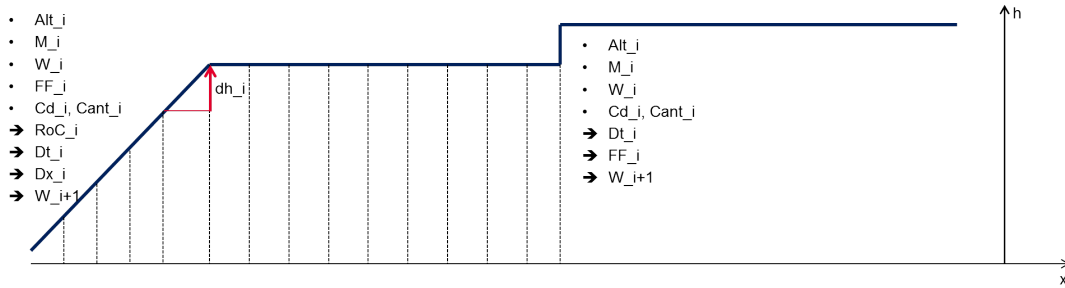 • Alt_i
• M_i
• W_i
• FF_i
• Cd_i, Cant_i
➔ RoC_i
➔ Dt_i
➔ Dx_i
➔ W_i+1
dh_i
• Alt_i
• M_i
• W_i
• Cd_i, Cant_i
➔ Dt_i
➔ FF_i
➔ W_i+1
h
x